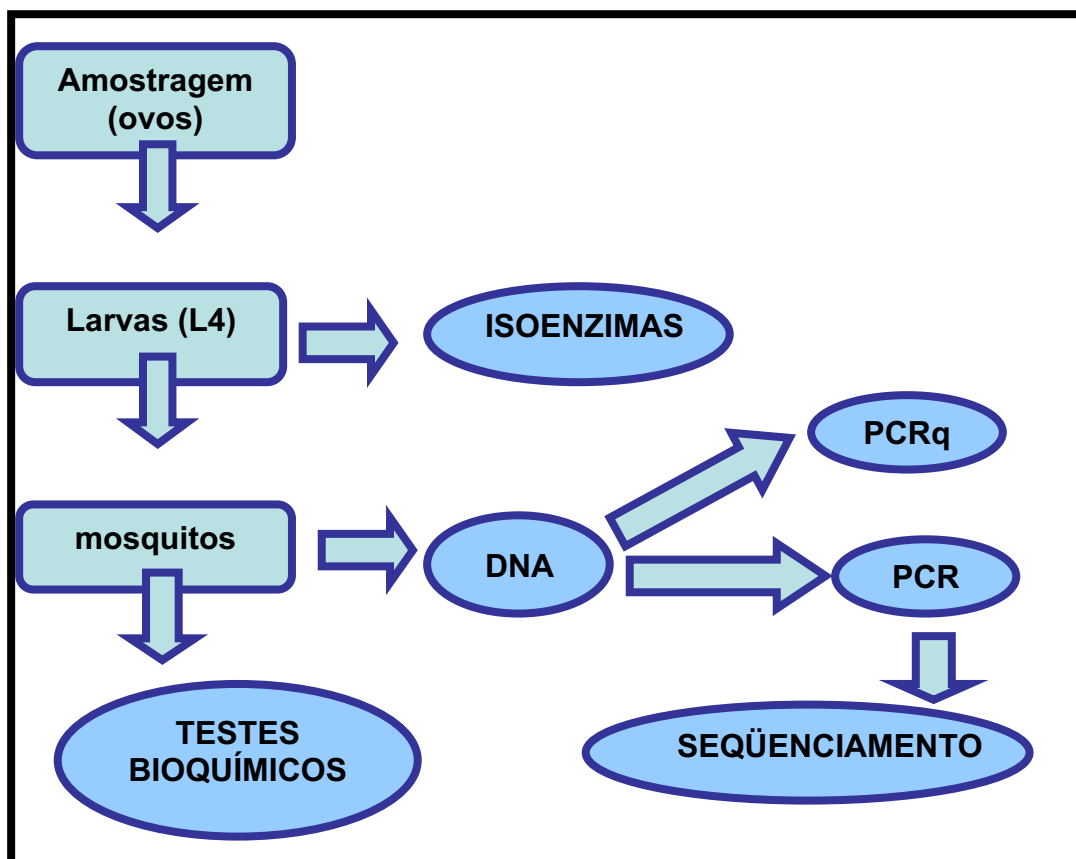 Amostragem
(ovos)
Larvas (L4)
ISOENZIMAS
PCRq
mosquitos
DNA
PCR
TESTES
BIOQUÍMICOS
SEQÜENCIAMENTO